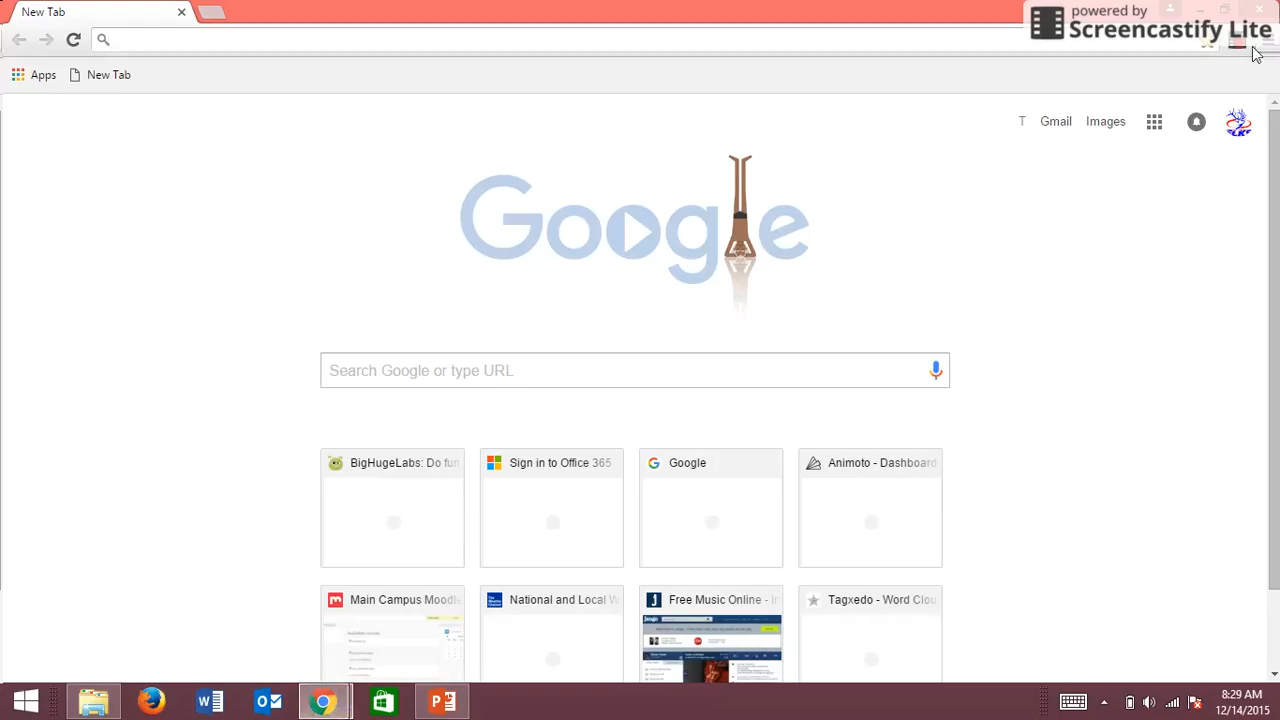 New Tab
powered by
Screencastify Lite
Apps
New Tab
T
Gmail
Images
LKS
Google
Search Google or type URL
BigHugeLabs: Do fun
Sign in to Office 365
Google
Animoto - Dashboard
Main Campus Moodle
National and Local W
Free Music Online - In
Tagxedo - Word Clou
8:29 AM
12/14/2015